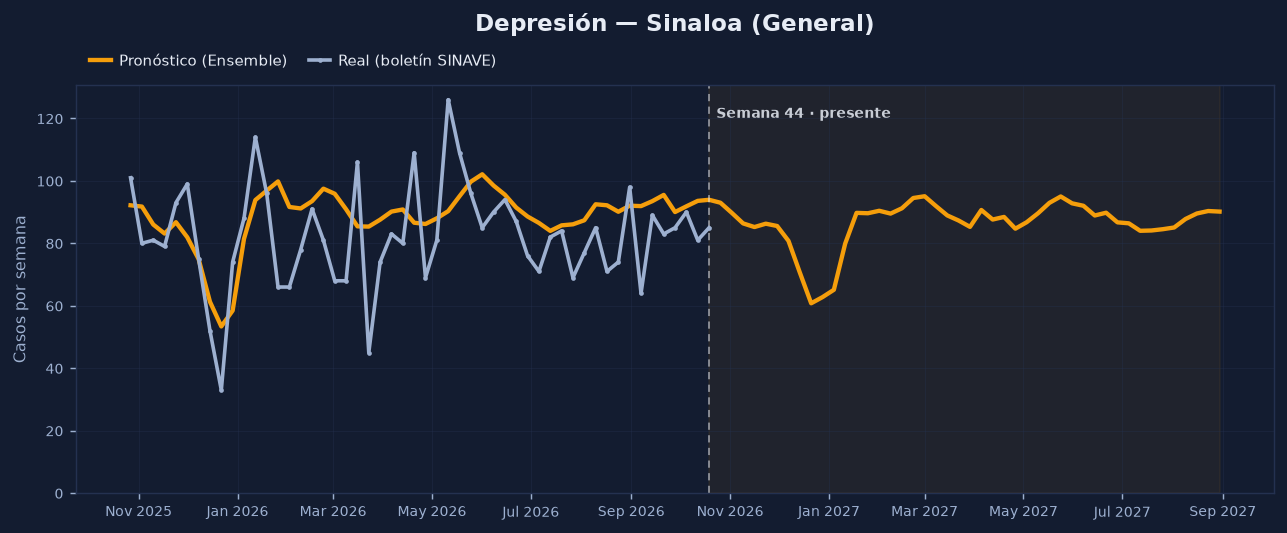 Depresión — Sinaloa (General)
Pronóstico (Ensemble)
Real (boletín SINAVE)
Semana 44 · presente
Casos por semana
120
100
80
60
40
20
0
Nov 2025
Jan 2026
Mar 2026
May 2026
Jul 2026
Sep 2026
Nov 2026
Jan 2027
Mar 2027
May 2027
Jul 2027
Sep 2027